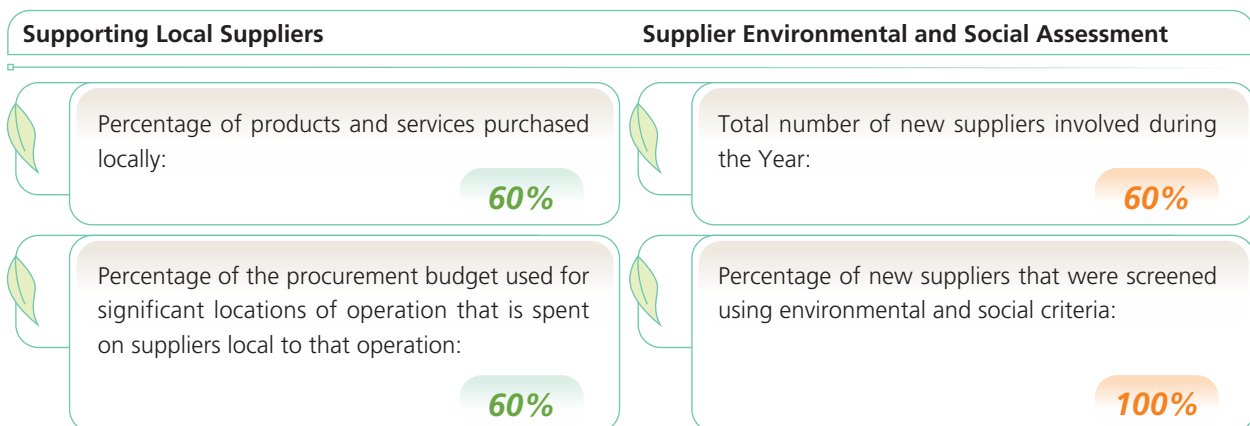 Supporting Local Suppliers
Supplier Environmental and Social Assessment
Percentage of products and services purchased
locally:
60%
Total number of new suppliers involved during
the Year:
60%
Percentage of the procurement budget used for
significant locations of operation that is spent
on suppliers local to that operation:
60%
Percentage of new suppliers that were screened
using environmental and social criteria:
100%